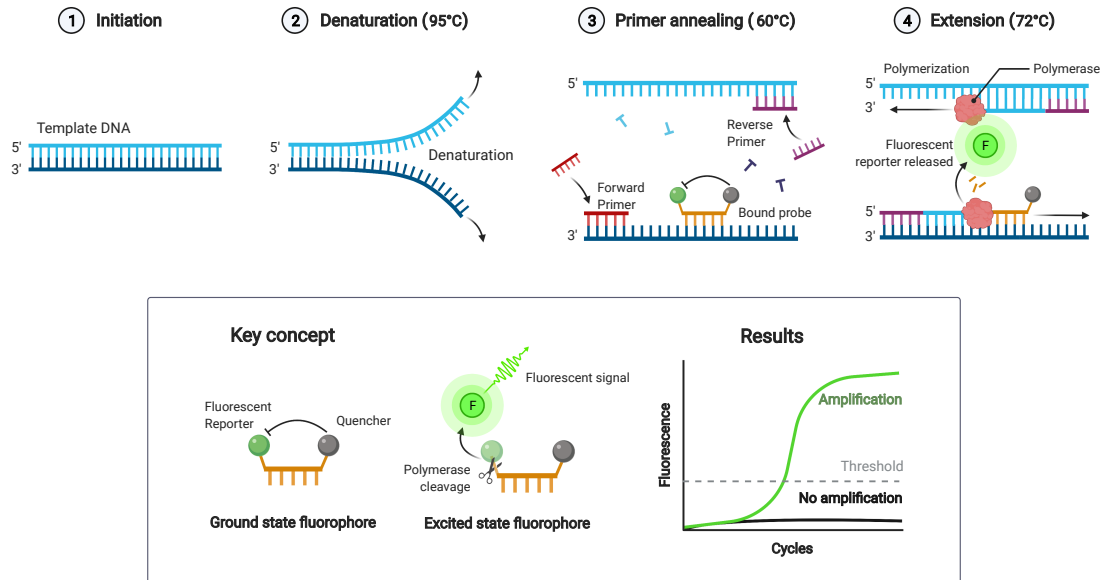 1 Initiation
2 Denaturation (95°C)
3 Primer annealing ( 60°C)
4 Extension (72°C)
Template DNA
5'
3'
5'
3'
Denaturation
5'
Reverse
Primer
Forward
Primer
Bound probe
3'
Polymerization
Polymerase
5'
3'
F
Fluorescent
reporter released
5'
3'
Key concept
Fluorescent
Reporter
Quencher
Ground state fluorophore
F
Fluorescent signal
Polymerase
cleavage
Excited state fluorophore
Results
Fluorescence
Amplification
Threshold
No amplification
Cycles